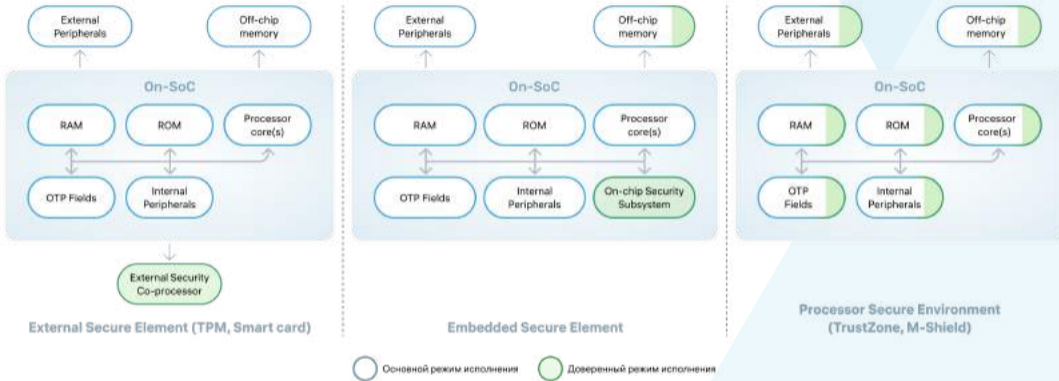 External
Peripherals
Off-chip
memory
On-SoC
RAM
ROM
Processor
core(s)
OTP Fields
Internal
Peripherals
External Security
Co-processor
External Secure Element (TPM, Smart card)
External
Peripherals
Off-chip
memory
On-SoC
RAM
ROM
Processor
core(s)
OTP Fields
Internal
Peripherals
On-chip Security
Subsystem
Embedded Secure Element
External
Peripherals
Off-chip
memory
On-SoC
RAM
ROM
Processor
core(s)
OTP
Fields
Internal
Peripherals
Processor Secure Environment
(TrustZone, M-Shield)
Основной режим исполнения
Доверенный режим исполнения